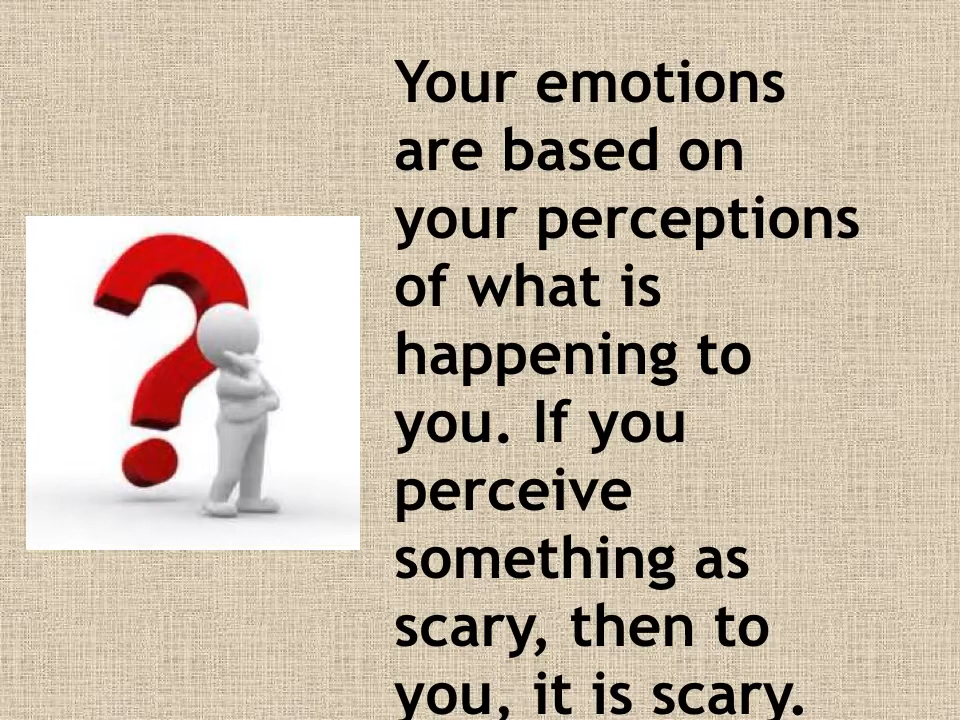 Your emotions
are based on
your perceptions
of what is
happening to
you. If you
perceive
something as
scary, then to
you, it is scary.